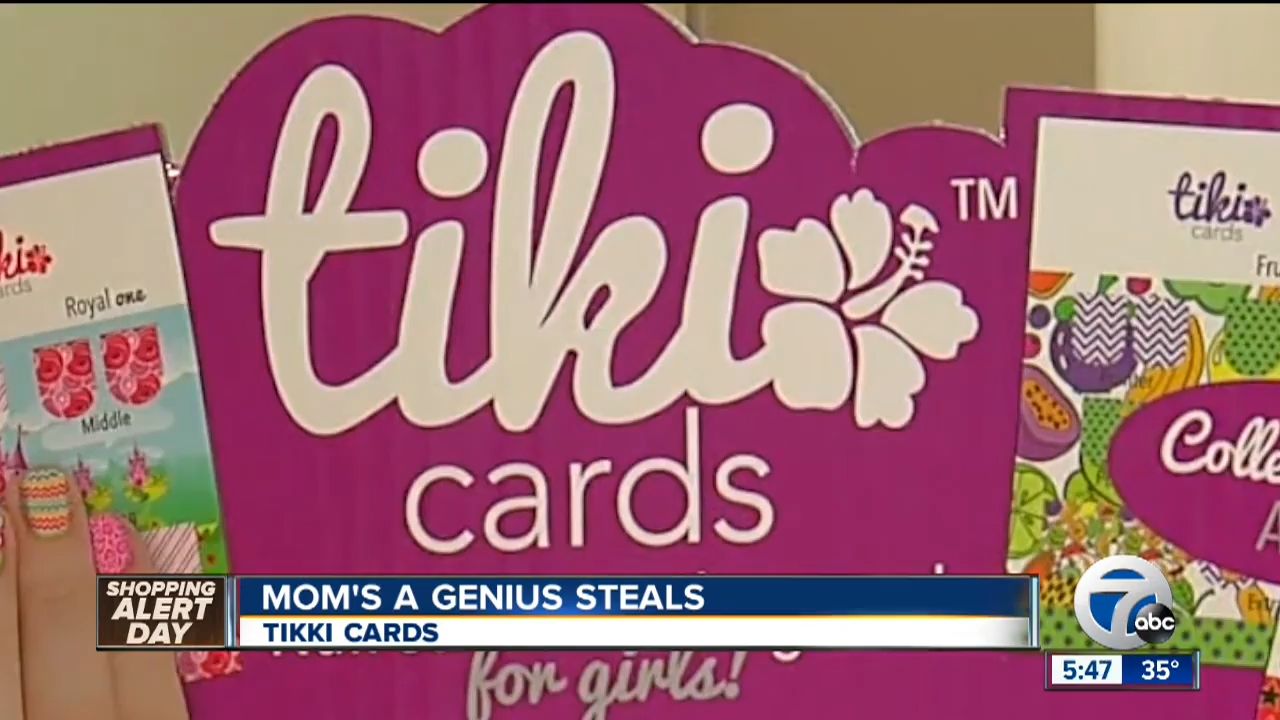 tiki
TM
cards
ards
Royal one
Middle
tiki
cards
Colle
for girls!
SHOPPING
ALERT
DAY
MOM'S A GENIUS STEALS
TIKKI CARDS
7
abc
5:47 35°